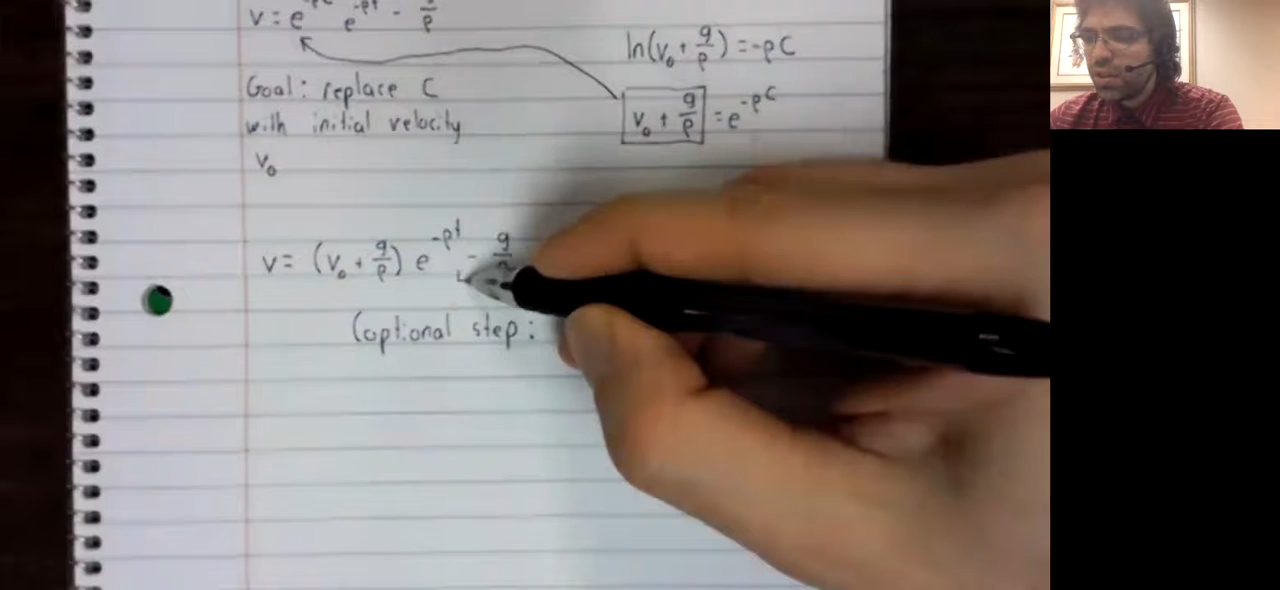 v = e^-ρc e^-ρt - g/ρ
ln(v₀ + g/ρ) = -ρC
Goal: replace C
with initial velocity
v₀
v₀ + g/ρ = e^-ρC
v = (v₀ + g/ρ) e^-ρt - g
(optional step: